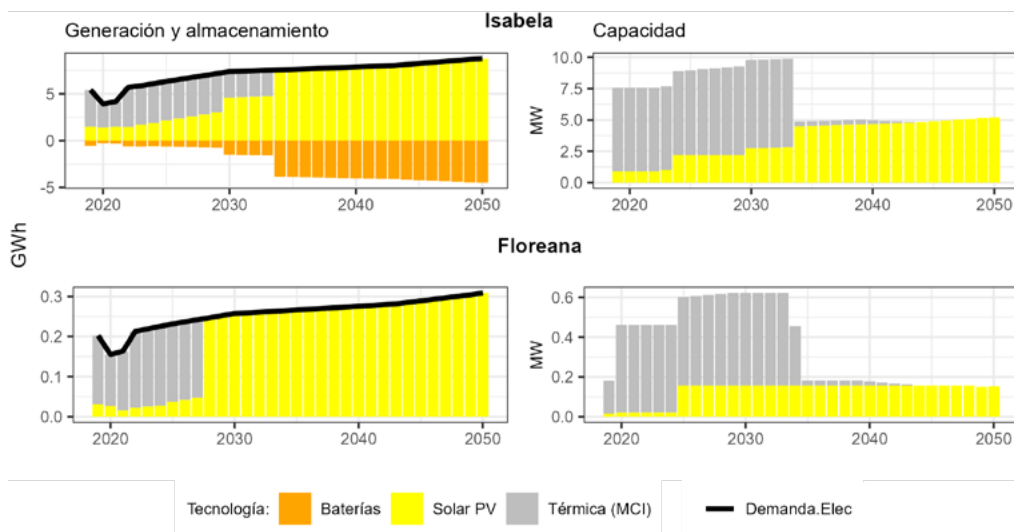 Isabela
Generación y almacenamiento
Capacidad
5
0
-5
2020 2030 2040 2050
MW
10.0
7.5
5.0
2.5
0.0
2020 2030 2040 2050
GWh
Floreana
0.3
0.2
0.1
0.0
2020 2030 2040 2050
MW
0.6
0.4
0.2
0.0
2020 2030 2040 2050
Tecnología: Baterías Solar PV Térmica (MCI) Demanda.Elec